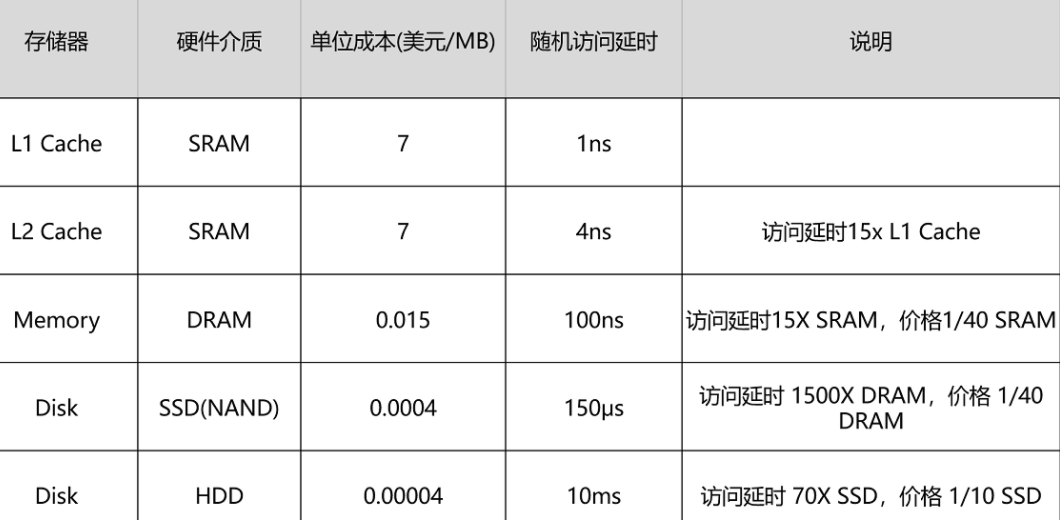 存储器 硬件介质 单位成本(美元/MB) 随机访问延时 说明
L1 Cache SRAM 7 1ns
L2 Cache SRAM 7 4ns 访问延时15x L1 Cache
Memory DRAM 0.015 100ns 访问延时15X SRAM，价格1/40 SRAM
Disk SSD(NAND) 0.0004 150μs 访问延时 1500X DRAM，价格 1/40
DRAM
Disk HDD 0.00004 10ms 访问延时 70X SSD，价格 1/10 SSD